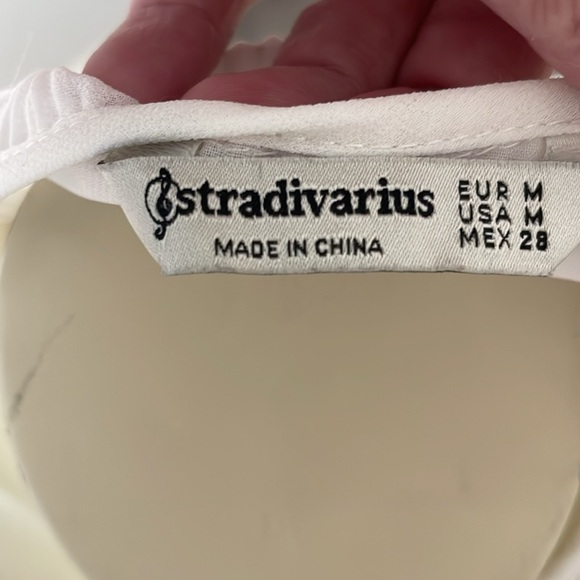 stradivarius
MADE IN CHINA
EUR M
USA M
MEX 28